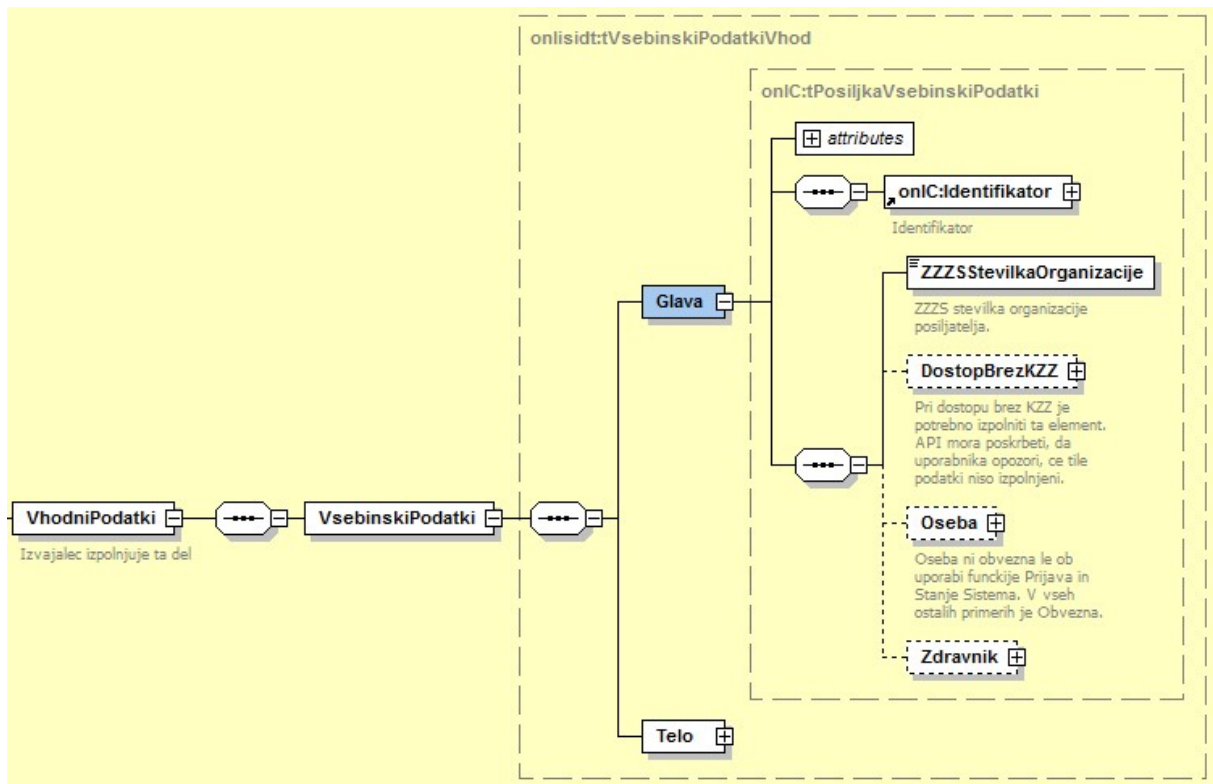 onlisidt:tVsebinskiPodatkiVhod
onIC:tPosiljkaVsebinskiPodatki
attributes
onIC:Identifikator
Identifikator
ZZZSStevilkaOrganizacije
ZZZS stevilka organizacije
posiljatelja.
Glava
DostopBrezKZZ
Pri dostopu brez KZZ je
potrebno izpolniti ta element.
API mora poskrbeti, da
uporabnika opozori, ce tile
podatki niso izpolnjeni.
VhodniPodatki
Izvajalec izpolnjuje ta del
VsebinskiPodatki
Oseba
Oseba ni obvezna le ob
uporabi funckije Prijava in
Stanje Sistema. V vseh
ostalih primerih je Obvezna.
Zdravnik
Telo